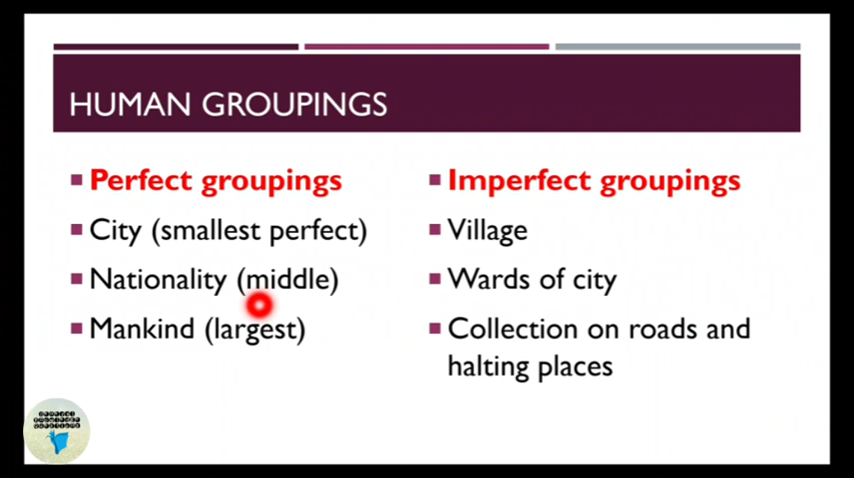 HUMAN GROUPINGS
Perfect groupings
City (smallest perfect)
Nationality (middle)
Mankind (largest)
Imperfect groupings
Village
Wards of city
Collection on roads and
halting places